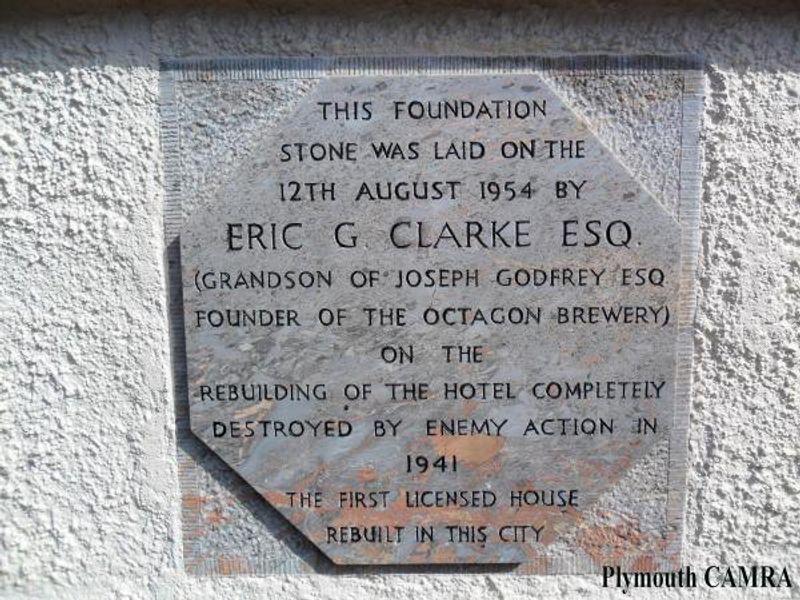 THIS FOUNDATION
STONE WAS LAID ON THE
12TH AUGUST 1954 BY
ERIC G. CLARKE ESQ.
(GRANDSON OF JOSEPH GODFREY ESQ
FOUNDER OF THE OCTAGON BREWERY)
ON THE
REBUILDING OF THE HOTEL COMPLETELY
DESTROYED BY ENEMY ACTION IN
1941
THE FIRST LICENSED HOUSE
REBUILT IN THIS CITY
Plymouth CAMRA